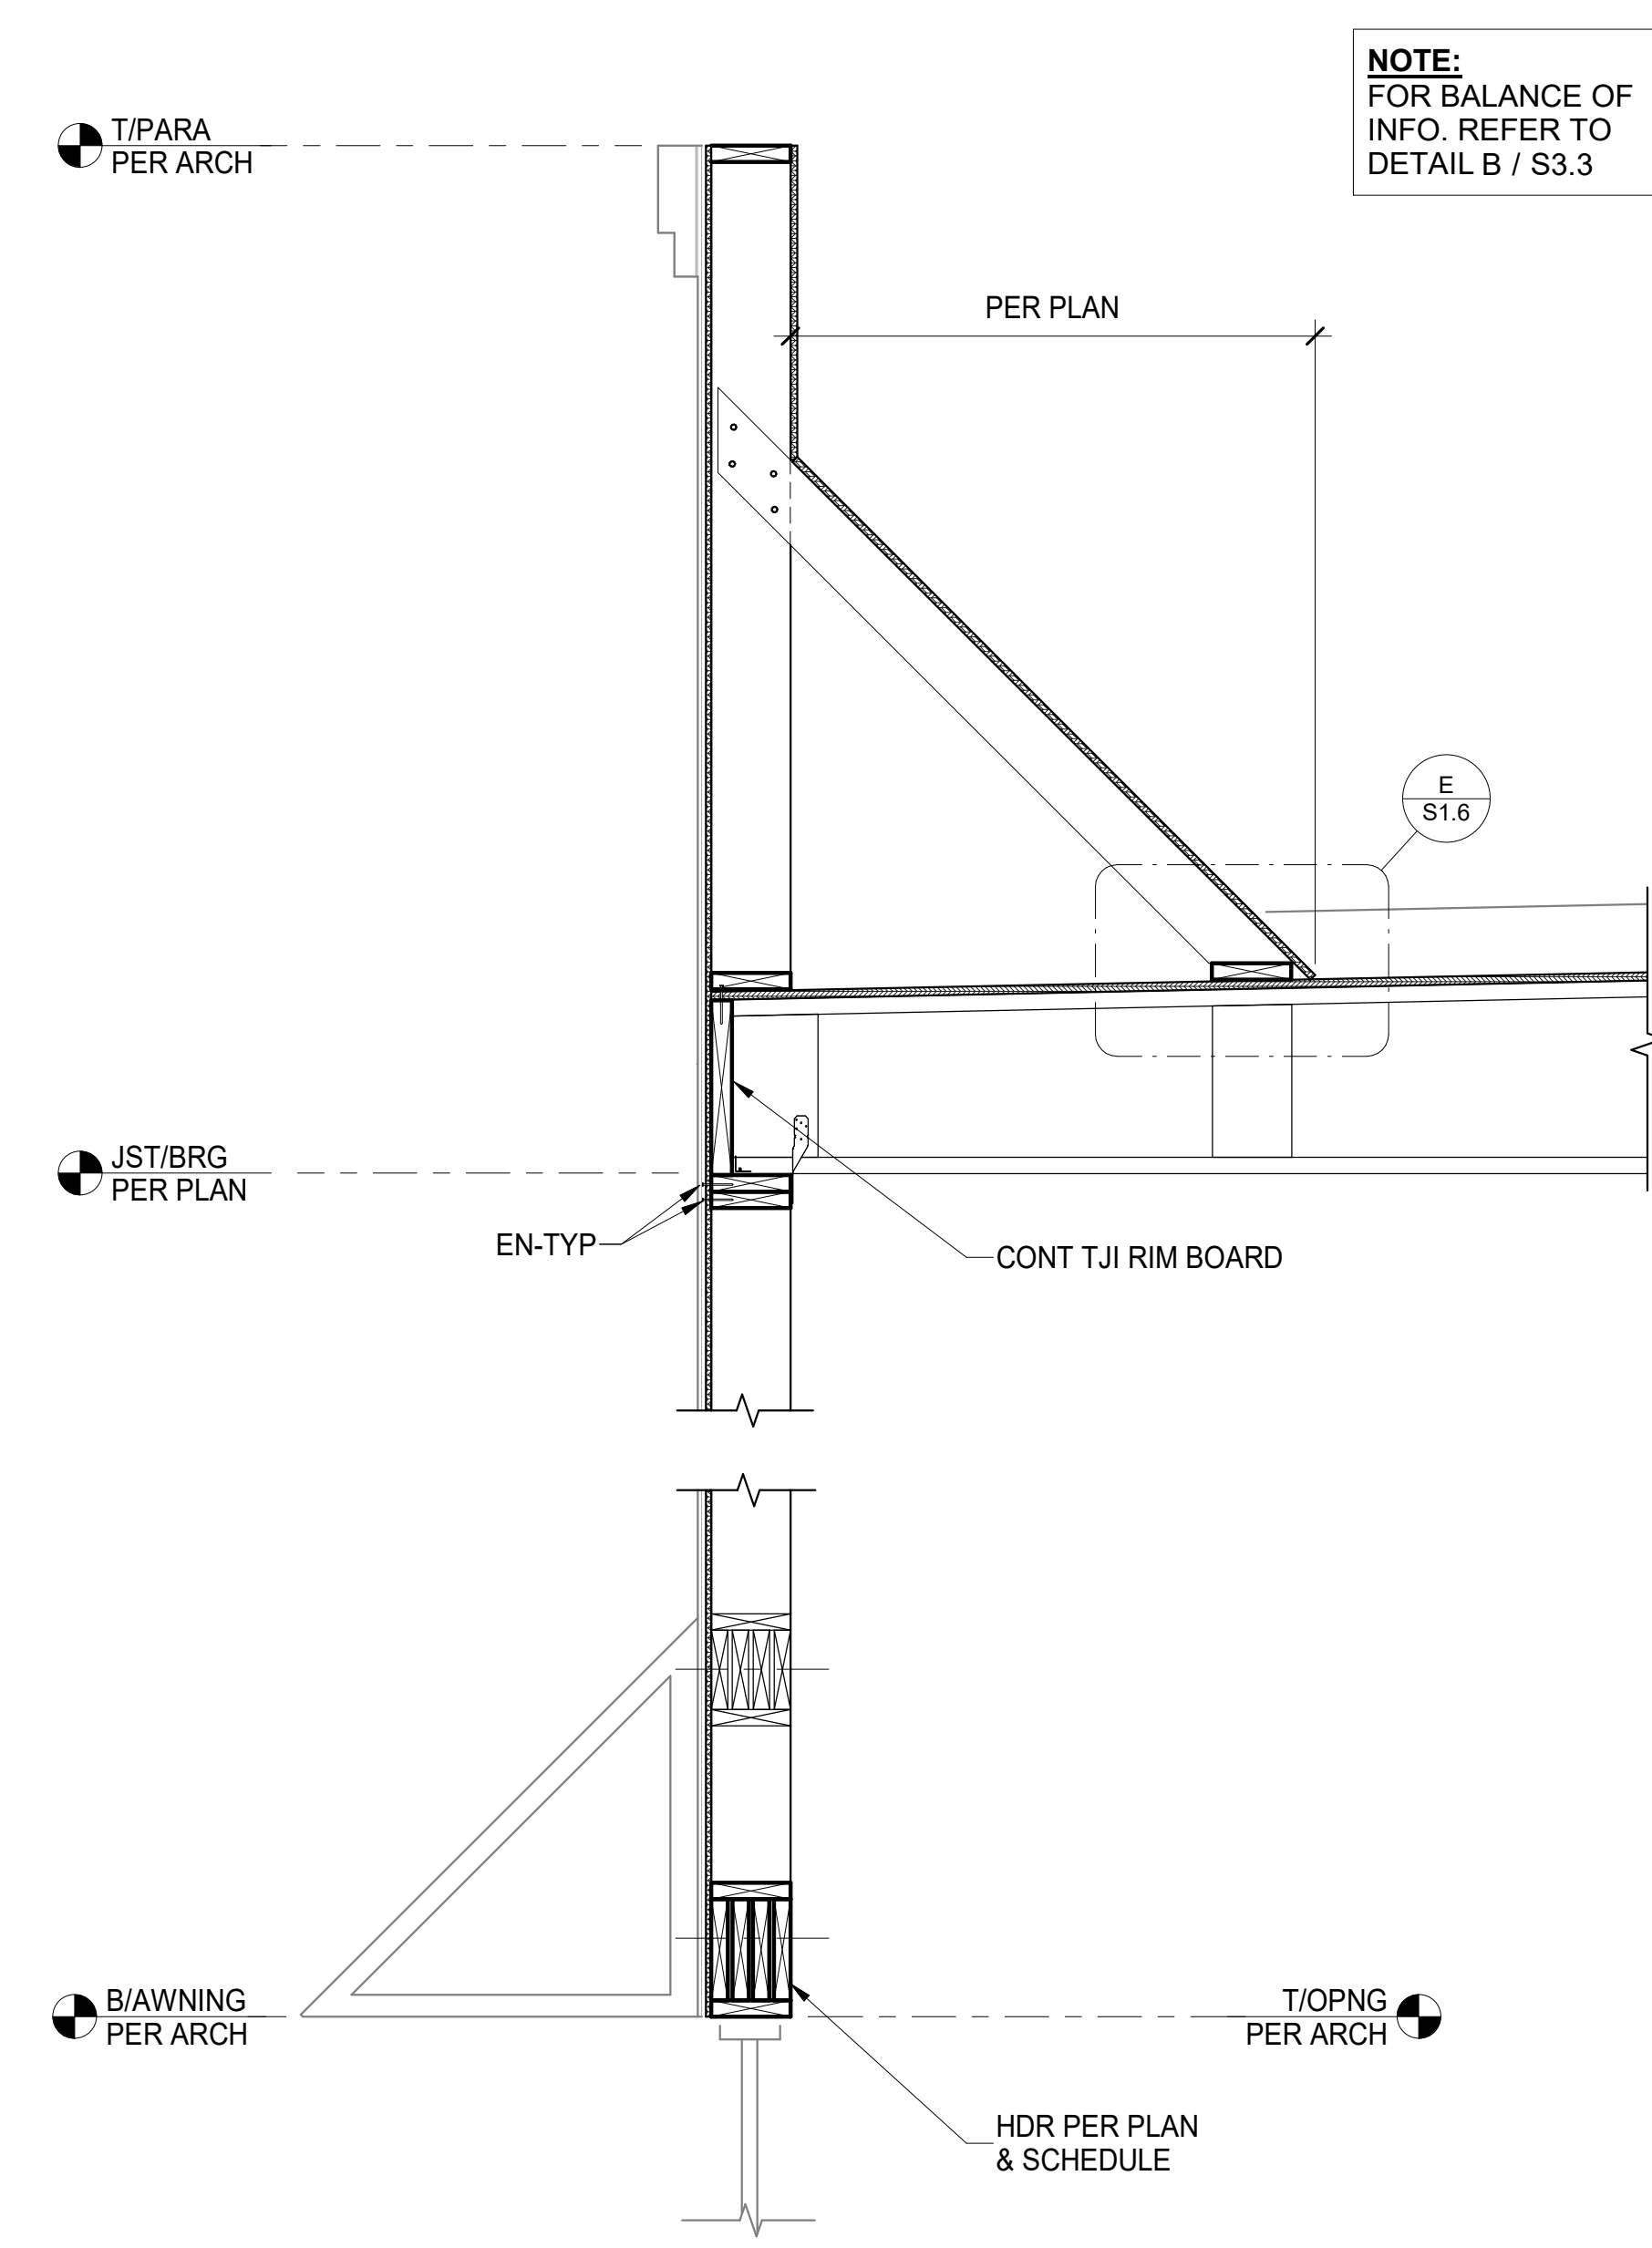 NOTE:
FOR BALANCE OF
INFO. REFER TO
DETAIL B / S3.3
T/PARA
PER ARCH
PER PLAN
E
S1.6
JST/BRG
PER PLAN
EN-TYP
CONT TJI RIM BOARD
B/AWNING
PER ARCH
T/OPNG
PER ARCH
HDR PER PLAN
& SCHEDULE